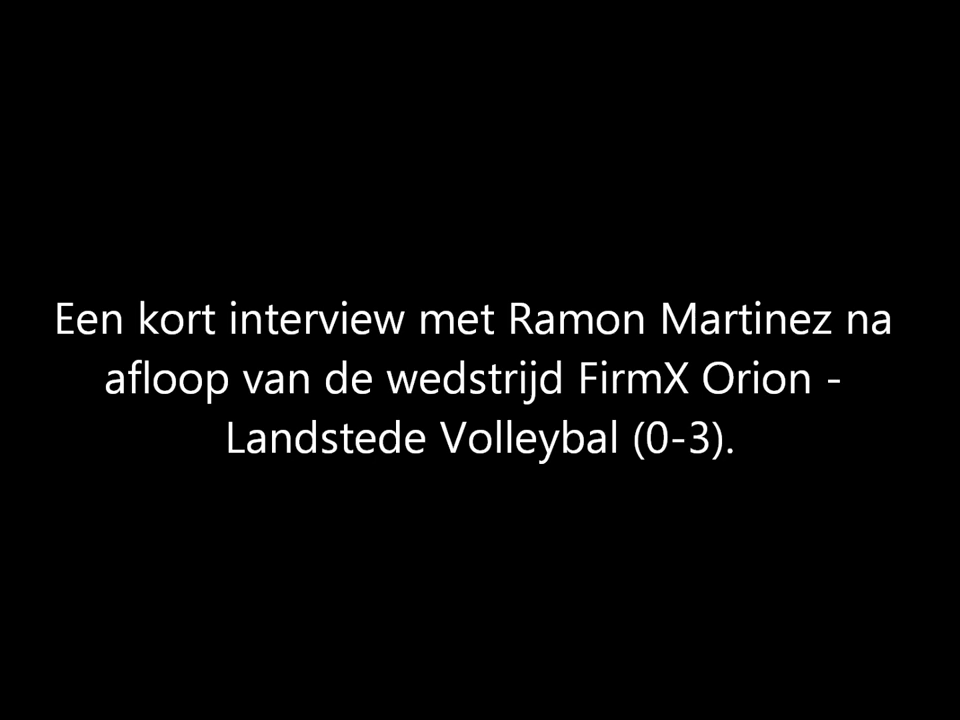 Een kort interview met Ramon Martinez na
afloop van de wedstrijd FirmX Orion -
Landstede Volleybal (0-3).